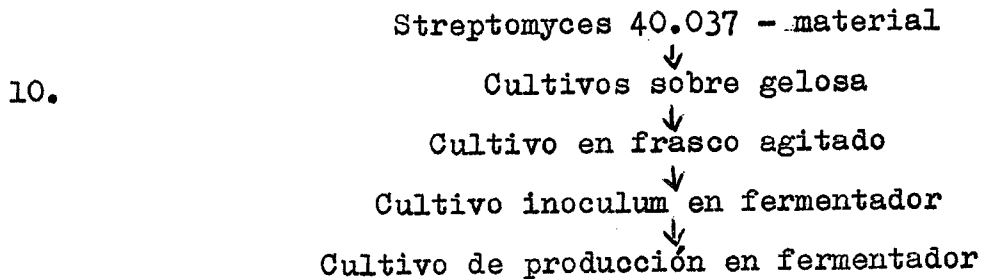 Streptomyces 40.037 - material
↓
10. Cultivos sobre gelosa
↓
Cultivo en frasco agitado
↓
Cultivo inoculum en fermentador
↓
Cultivo de producción en fermentador